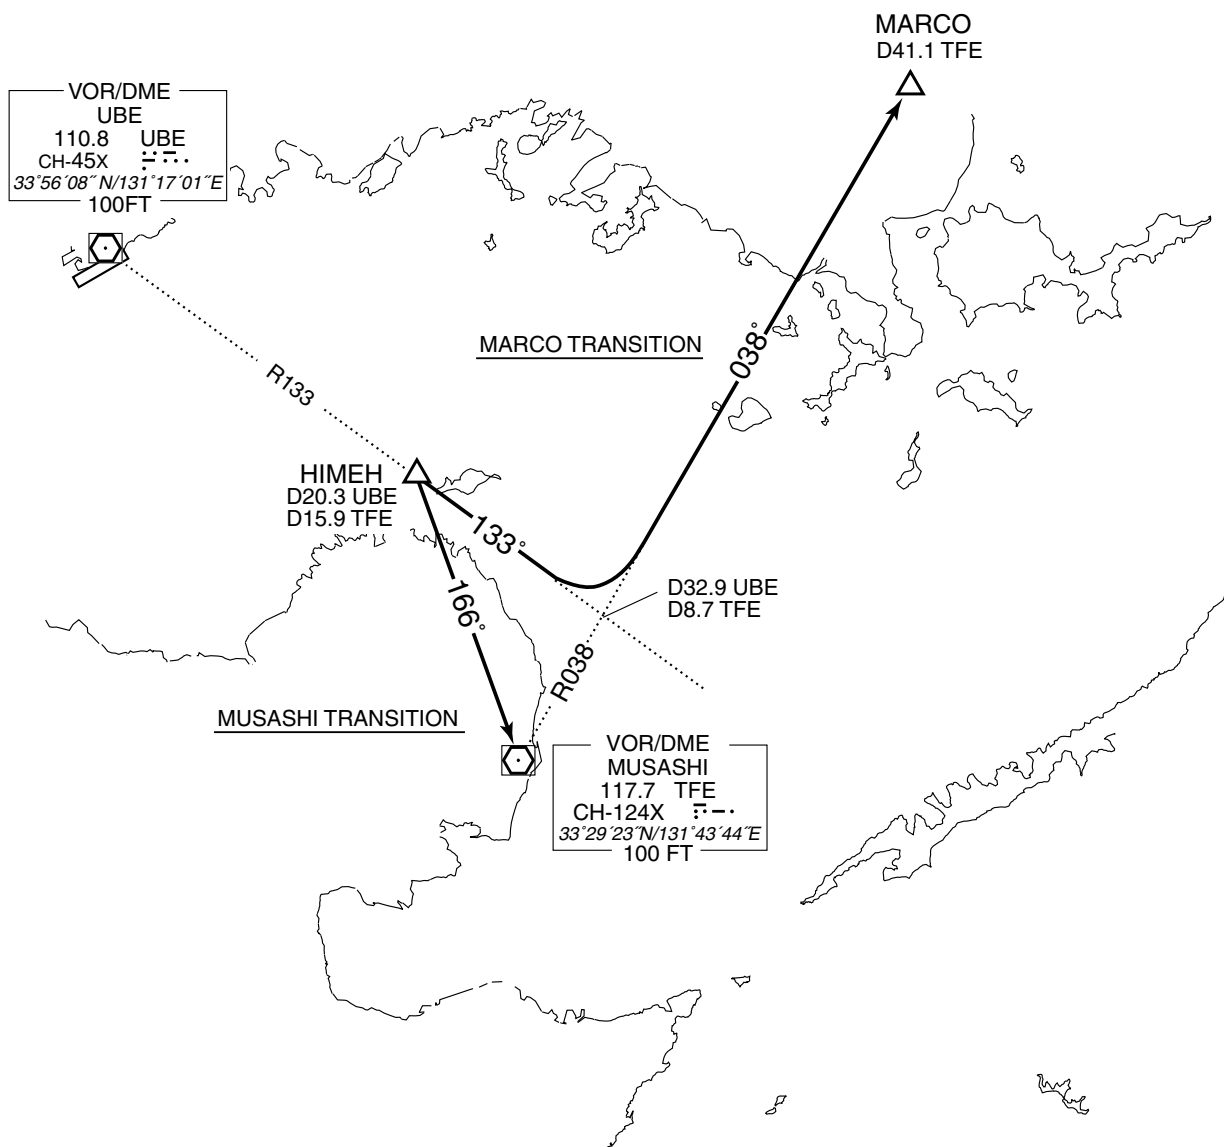 MARCO
D41.1 TFE
VOR/DME
UBE
110.8 UBE
CH-45X
33°56´08˝N/131°17´01˝E
100FT
MARCO TRANSITION
038°
R133
HIMEH
D20.3 UBE
D15.9 TFE
133°
166°
D32.9 UBE
D8.7 TFE
R038
MUSASHI TRANSITION
VOR/DME
MUSASHI
117.7 TFE
CH-124X
33°29´23˝N/131°43´44˝E
100 FT